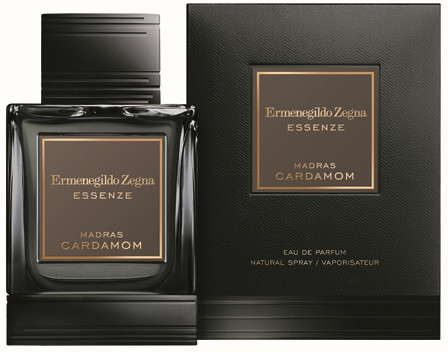 Ermenegildo Zegna
ESSENZE
MADRAS
CARDAMOM
Ermenegildo Zegna
ESSENZE
MADRAS
CARDAMOM
EAU DE PARFUM
NATURAL SPRAY / VAPORISATEUR